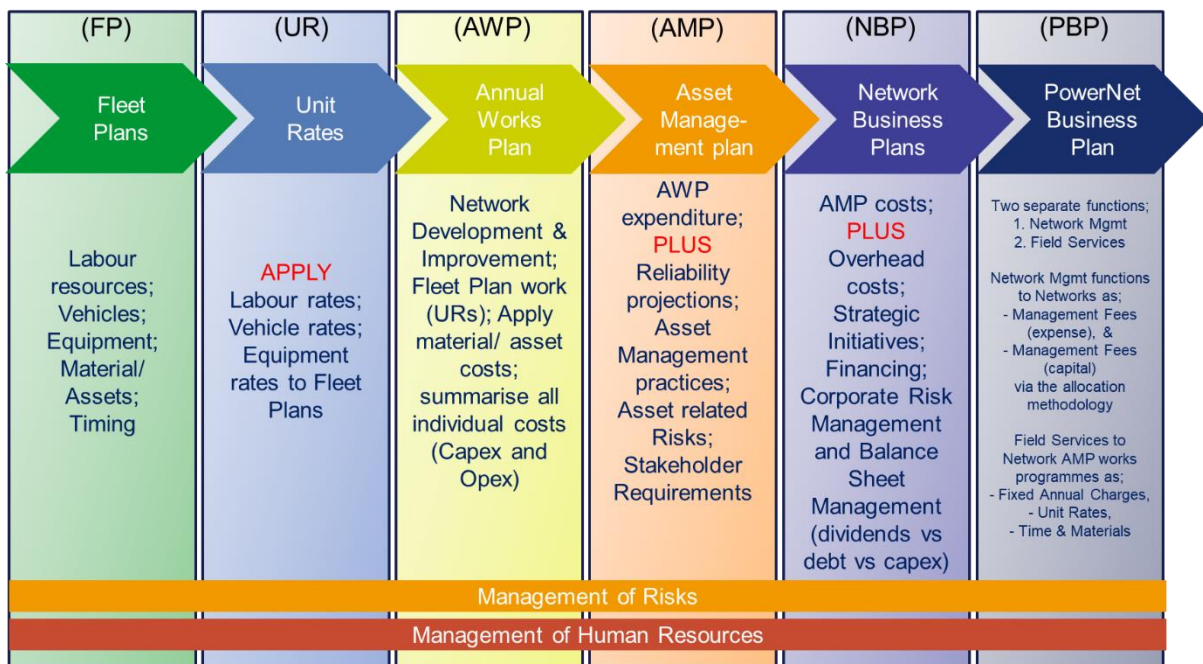 (FP)
Fleet
Plans
Labour
resources;
Vehicles;
Equipment;
Material/
Assets;
Timing
(UR)
Unit
Rates
APPLY
Labour rates;
Vehicle rates;
Equipment
rates to Fleet
Plans
(AWP)
Annual
Works
Plan
Network
Development &
Improvement;
Fleet Plan work
(URs); Apply
material/ asset
costs;
summarise all
individual costs
(Capex and
Opex)
(AMP)
Asset
Manage-
ment plan
AWP
expenditure;
PLUS
Reliability
projections;
Asset
Management
practices;
Asset related
Risks;
Stakeholder
Requirements
(NBP)
Network
Business
Plans
AMP costs;
PLUS
Overhead
costs;
Strategic
Initiatives;
Financing;
Corporate Risk
Management
and Balance
Sheet
Management
(dividends vs
debt vs capex)
(PBP)
PowerNet
Business
Plan
Two separate functions;
1. Network Mgmt
2. Field Services
Network Mgmt functions
to Networks as;
- Management Fees
(expense), &
- Management Fees
(capital)
via the allocation
methodology
Field Services to
Network AMP works
programmes as;
- Fixed Annual Charges,
- Unit Rates,
- Time & Materials
Management of Risks
Management of Human Resources